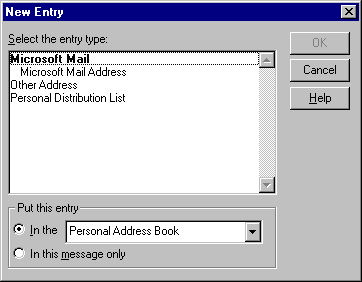 New Entry
Select the entry type:
OK
Microsoft Mail
Microsoft Mail Address
Cancel
Other Address
Personal Distribution List
Help
Put this entry
In the
Personal Address Book
In this message only